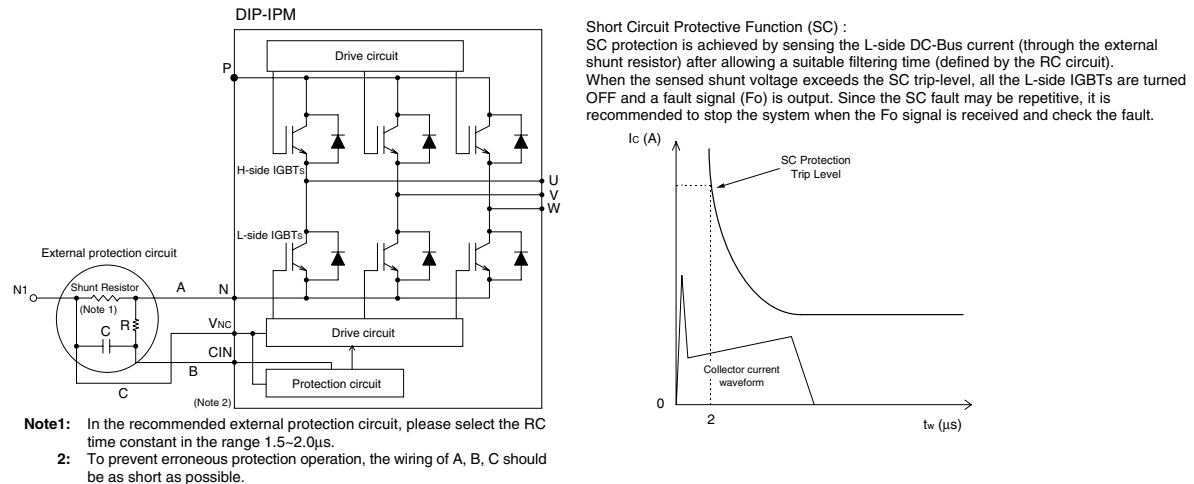 DIP-IPM
Drive circuit
P
H-side IGBTs
U
V
W
L-side IGBTs
External protection circuit
N1
Shunt Resistor
A
N
(Note 1)
VNC
C
R
Drive circuit
CIN
B
Protection circuit
C
(Note 2)
Note1: In the recommended external protection circuit, please select the RC
time constant in the range 1.5~2.0μs.
2: To prevent erroneous protection operation, the wiring of A, B, C should
be as short as possible.
Short Circuit Protective Function (SC) :
SC protection is achieved by sensing the L-side DC-Bus current (through the external
shunt resistor) after allowing a suitable filtering time (defined by the RC circuit).
When the sensed shunt voltage exceeds the SC trip-level, all the L-side IGBTs are turned
OFF and a fault signal (Fo) is output. Since the SC fault may be repetitive, it is
recommended to stop the system when the Fo signal is received and check the fault.
IC (A)
SC Protection
Trip Level
Collector current
waveform
0
2
tw (μs)